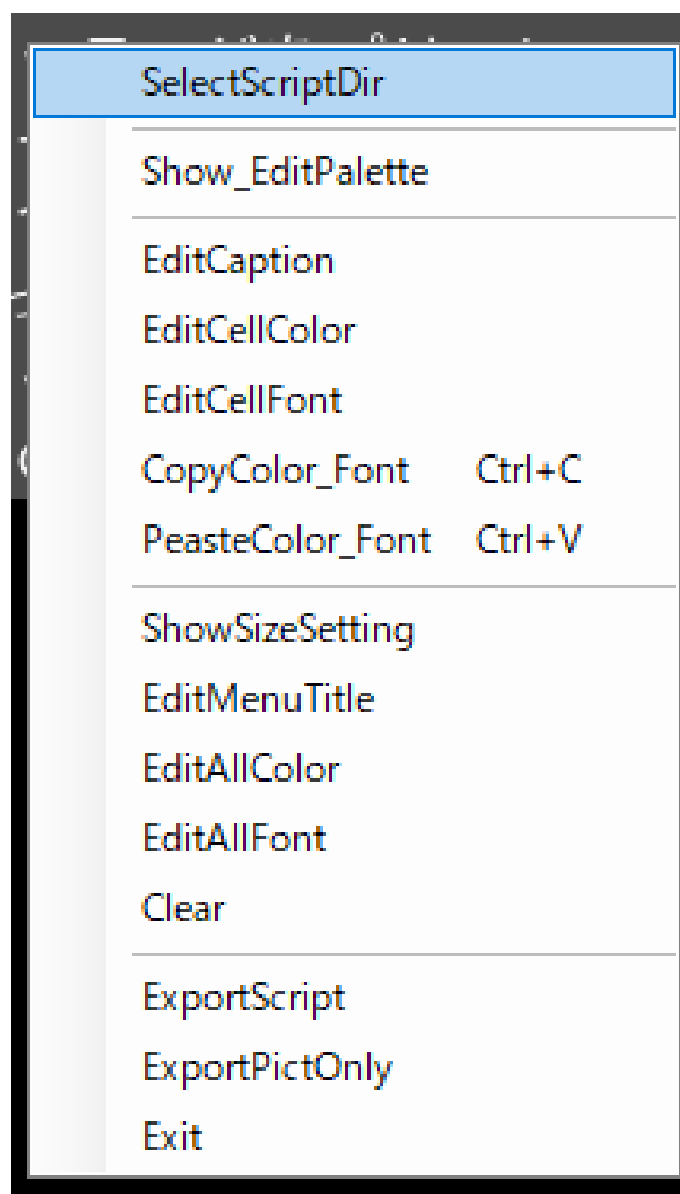 SelectScriptDir
Show_EditPalette
EditCaption
EditCellColor
EditCellFont
CopyColor_Font Ctrl+C
PeasteColor_Font Ctrl+V
ShowSizeSetting
EditMenuTitle
EditAllColor
EditAllFont
Clear
ExportScript
ExportPictOnly
Exit